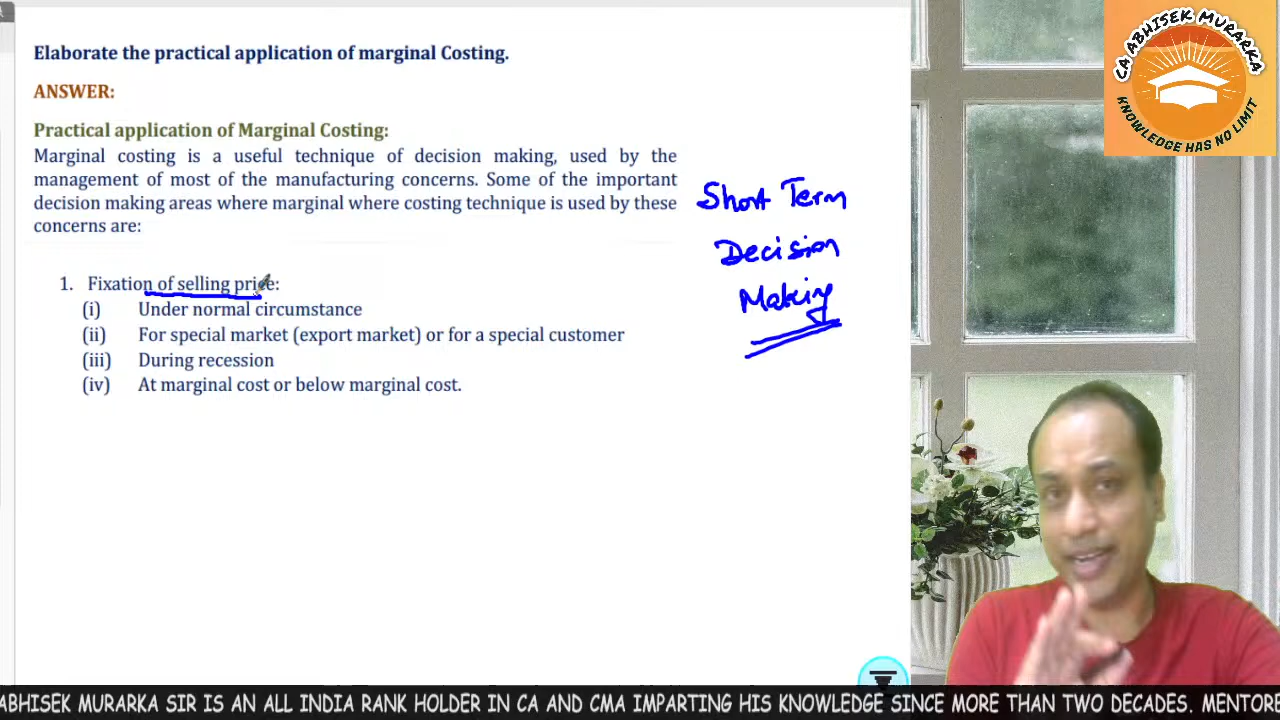 Elaborate the practical application of marginal Costing.
ANSWER:
Practical application of Marginal Costing:
Marginal costing is a useful technique of decision making, used by the
management of most of the manufacturing concerns. Some of the important
decision making areas where marginal where costing technique is used by these
concerns are:
1. Fixation of selling price:
(i) Under normal circumstance
(ii) For special market (export market) or for a special customer
(iii) During recession
(iv) At marginal cost or below marginal cost.
Short Term
Decision
Making
CA ABHISEK MURARKA
KNOWLEDGE HAS NO LIMIT
ABHISEK MURARKA SIR IS AN ALL INDIA RANK HOLDER IN CA AND CMA IMPARTING HIS KNOWLEDGE SINCE MORE THAN TWO DECADES. MENTORE